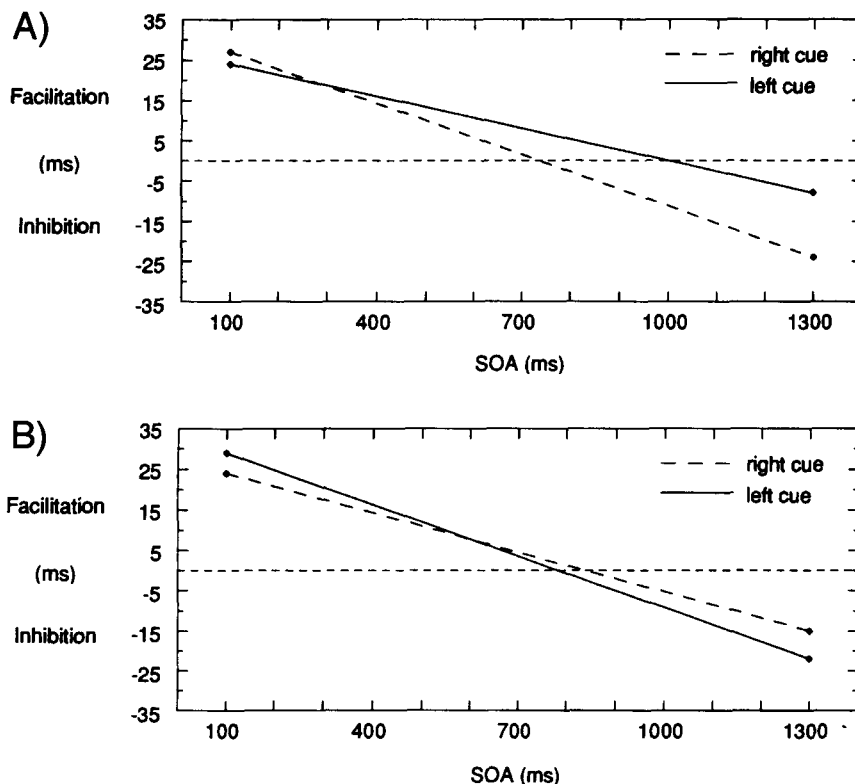 A)
35
25
15
5
-5
-15
-25
-35
Facilitation
(ms)
Inhibition
right cue
left cue
100 400 700 1000 1300
SOA (ms)
B)
35
25
15
5
-5
-15
-25
-35
Facilitation
(ms)
Inhibition
right cue
left cue
100 400 700 1000 1300
SOA (ms)